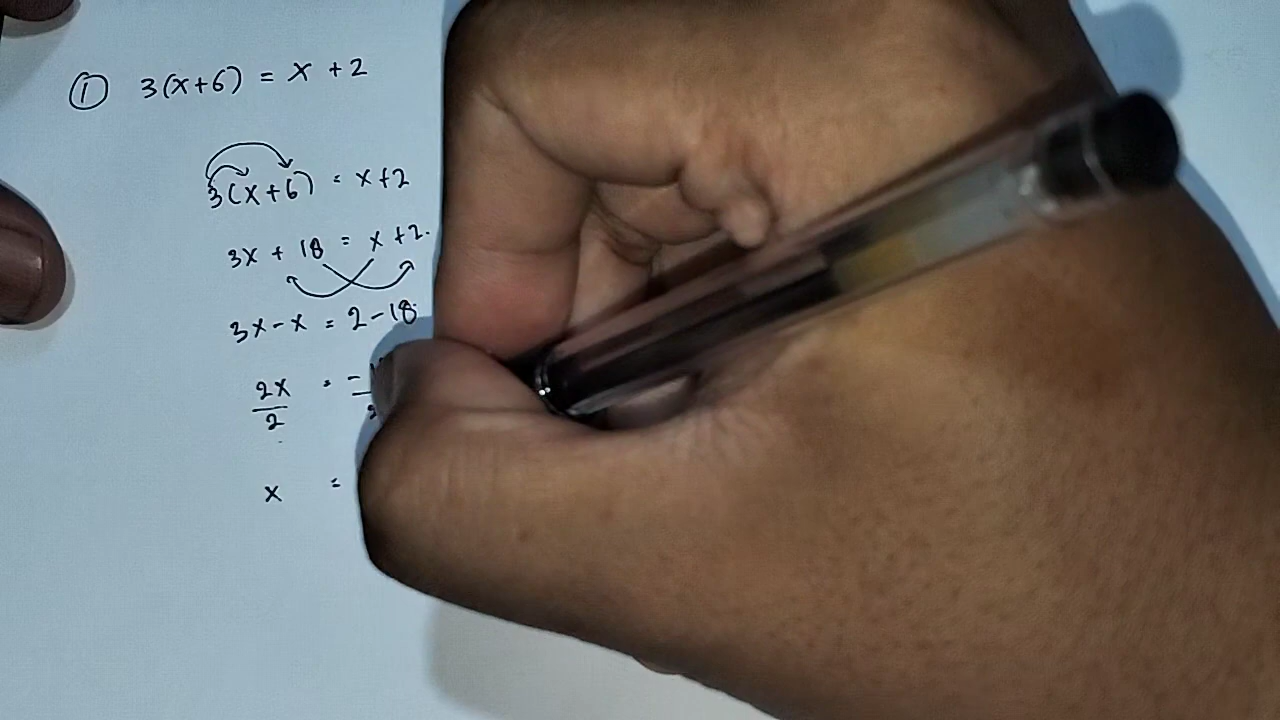 ① 3(x+6) = x + 2
3(x+6) = x+2
3x + 18 = x + 2.
3x - x = 2 - 18
2x/2 = -
x =